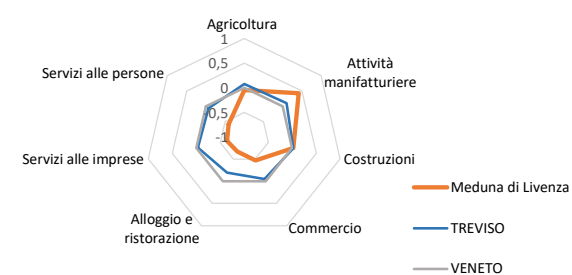 Agricoltura
1
0,5
0
0,5
-1
Attività
manifatturiere
Costruzioni
Commercio
Alloggio e
ristorazione
Servizi alle imprese
Servizi alle persone
Meduna di Livenza
TREVISO
VENETO